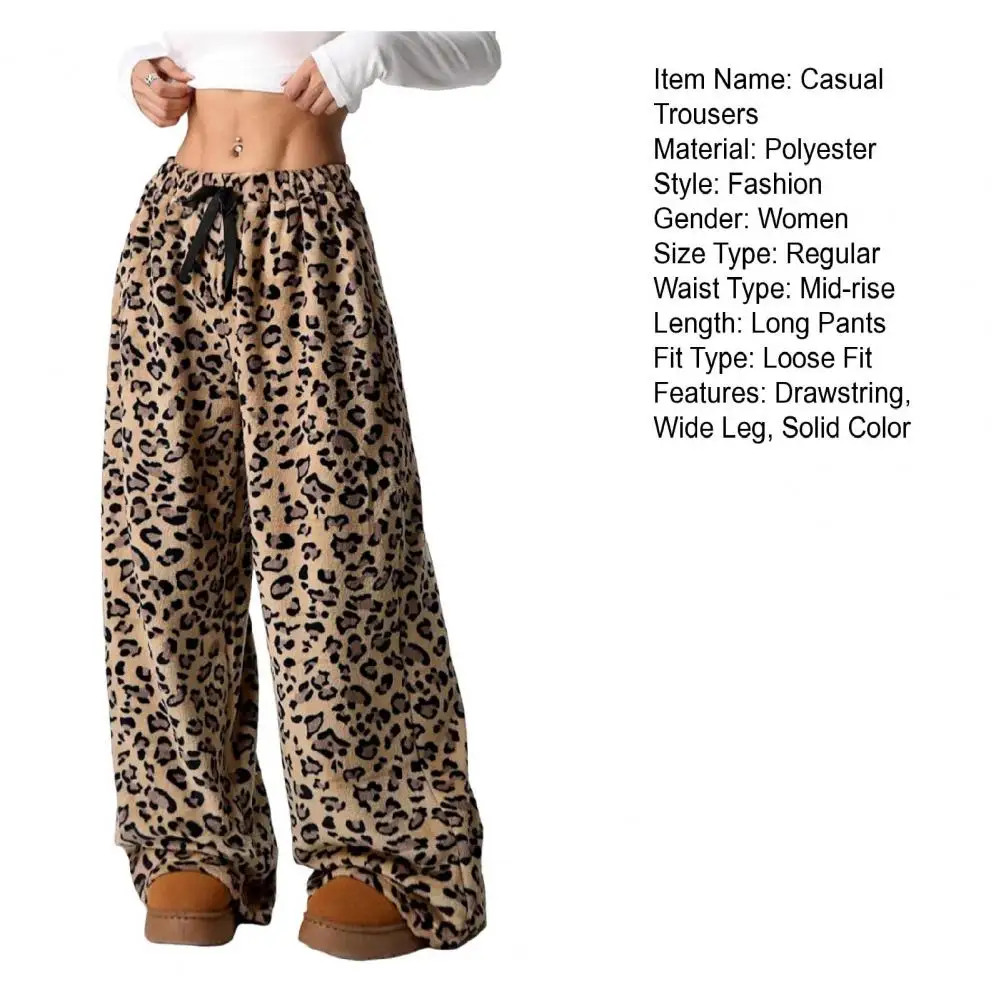 Item Name: Casual
Trousers
Material: Polyester
Style: Fashion
Gender: Women
Size Type: Regular
Waist Type: Mid-rise
Length: Long Pants
Fit Type: Loose Fit
Features: Drawstring,
Wide Leg, Solid Color